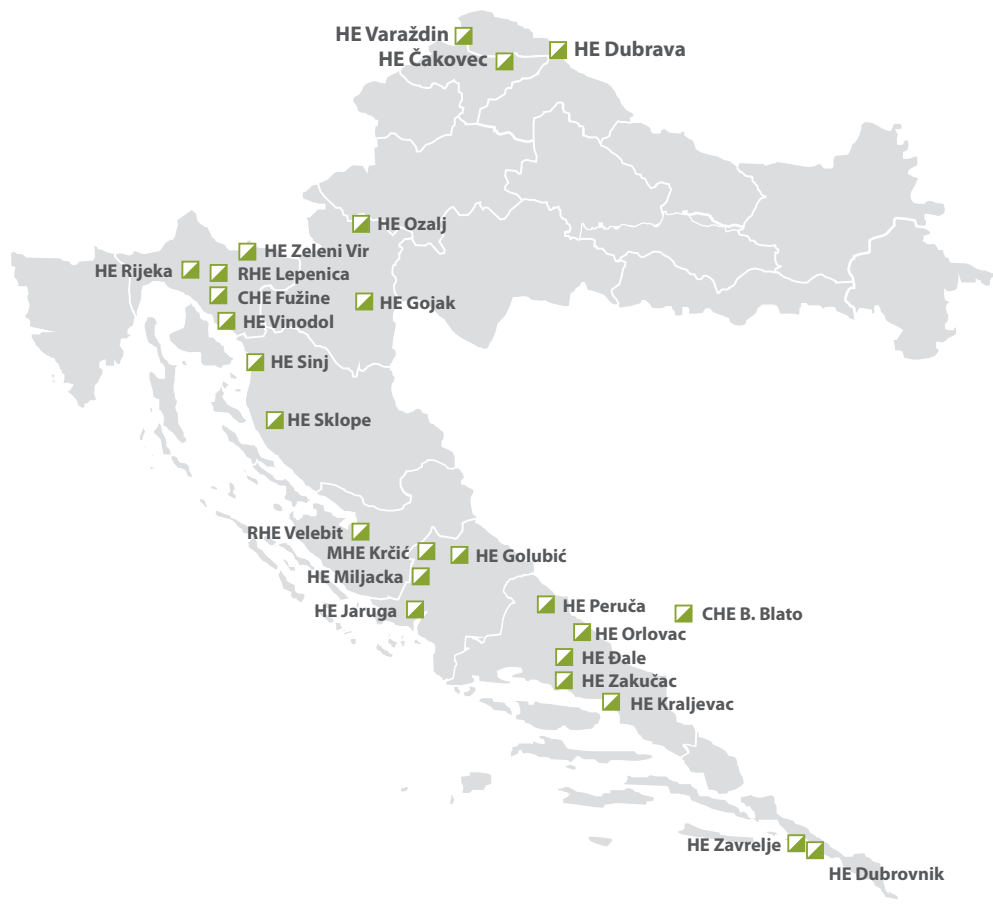 HE Varaždin
HE Dubrava
HE Čakovec
HE Ozalj
HE Zeleni Vir
HE Rijeka
RHE Lepenica
CHE Fužine
HE Gojak
HE Vinodol
HE Sinj
HE Sklope
RHE Velebit
MHE Krčić
HE Golubić
HE Miljacka
HE Jaruga
HE Peruča
CHE B. Blato
HE Orlovac
HE Đale
HE Zakučac
HE Kraljevac
HE Zavrelje
HE Dubrovnik